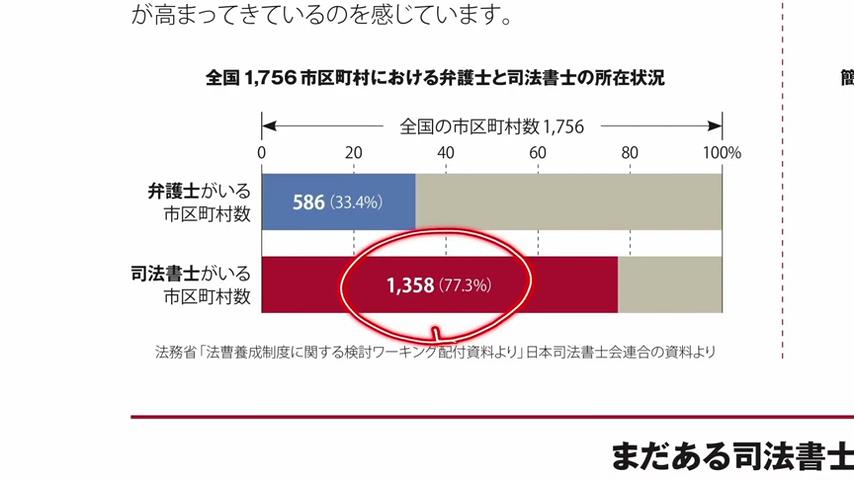 が高まってきているのを感じています。
全国1,756市区町村における弁護士と司法書士の所在状況
簡
全国の市区町村数1,756
0 20 40 60 80 100%
弁護士がいる
市区町村数
586（33.4%）
司法書士がいる
市区町村数
1,358（77.3%）
法務省「法曹養成制度に関する検討ワーキング配付資料より」日本司法書士会連合の資料より
まだある司法書士